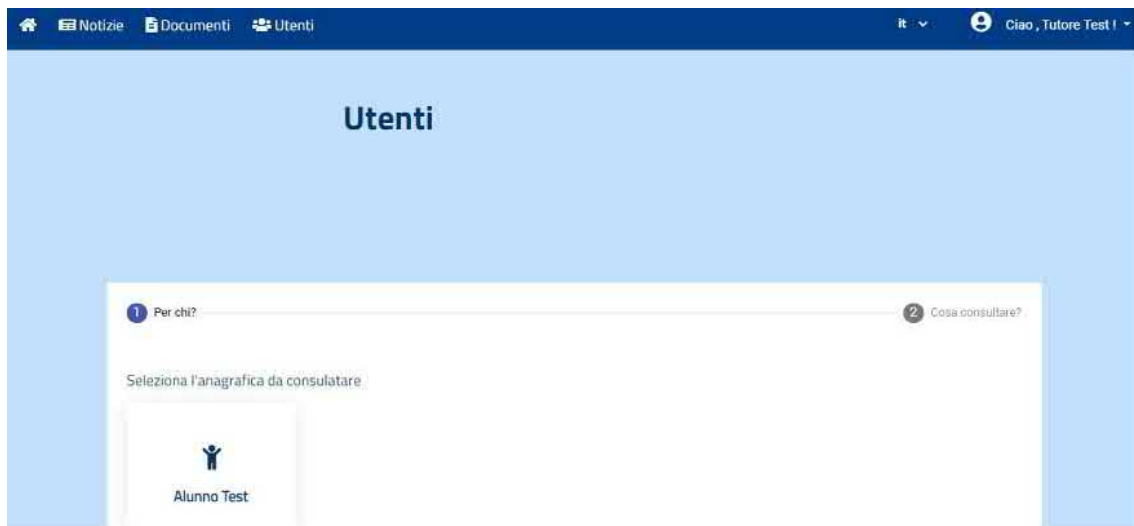 Notizie Documenti Utenti it Ciao , Tutore Test !
Utenti
1 Per chi? 2 Cosa consultare?
Seleziona l'anagrafica da consulatare
Alunno Test